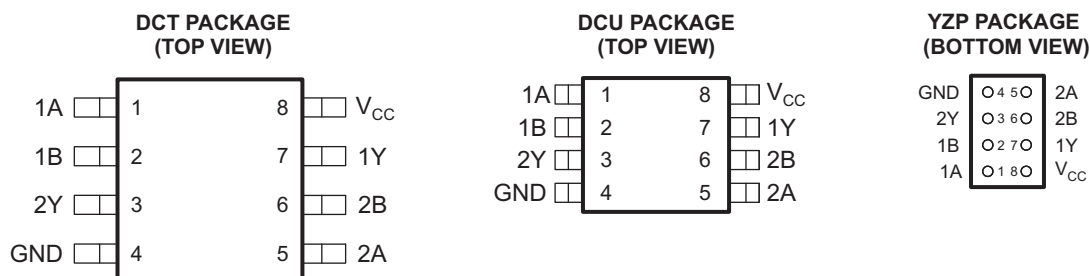 DCT PACKAGE
(TOP VIEW)
1A 1 8 VCC
1B 2 7 1Y
2Y 3 6 2B
GND 4 5 2A
DCU PACKAGE
(TOP VIEW)
1A 1 8 VCC
1B 2 7 1Y
2Y 3 6 2B
GND 4 5 2A
YZP PACKAGE
(BOTTOM VIEW)
GND 4 5 2A
2Y 3 6 2B
1B 2 7 1Y
1A 1 8 VCC